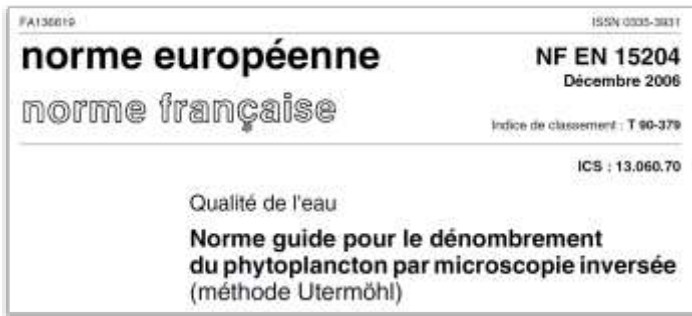 FA136619
ISSN 0335-3931
norme européenne
NF EN 15204
Décembre 2006
norme française
Indice de classement : T 90-379
ICS : 13.060.70
Qualité de l'eau
Norme guide pour le dénombrement
du phytoplancton par microscopie inversée
(méthode Utermöhl)